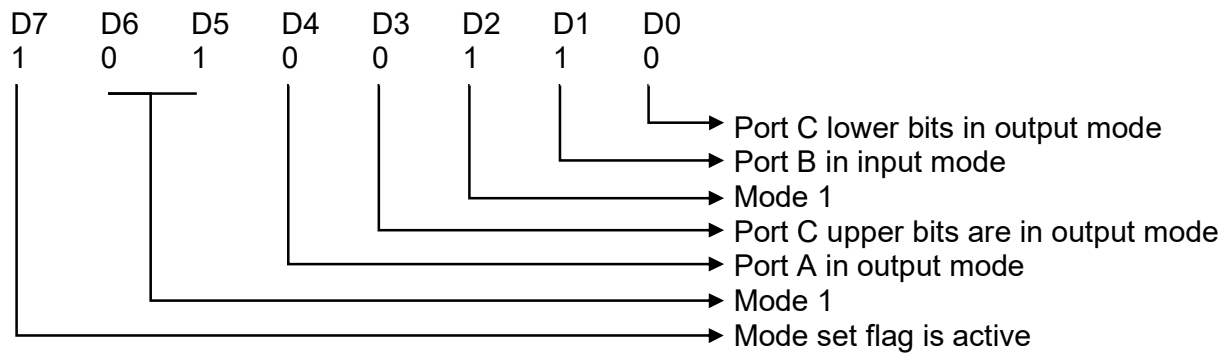 D7 D6 D5 D4 D3 D2 D1 D0
1 0 1 0 0 1 1 0
Port C lower bits in output mode
Port B in input mode
Mode 1
Port C upper bits are in output mode
Port A in output mode
Mode 1
Mode set flag is active